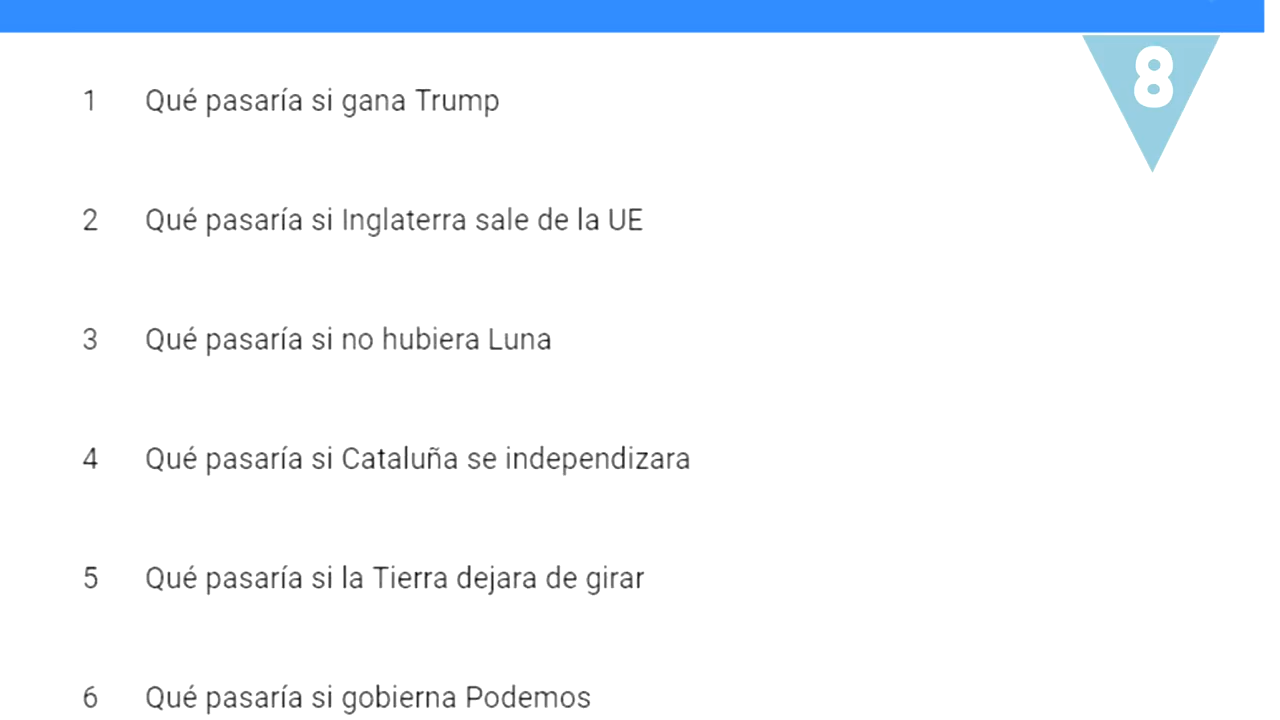 8
1 Qué pasaría si gana Trump
2 Qué pasaría si Inglaterra sale de la UE
3 Qué pasaría si no hubiera Luna
4 Qué pasaría si Cataluña se independizara
5 Qué pasaría si la Tierra dejara de girar
6 Qué pasaría si gobierna Podemos